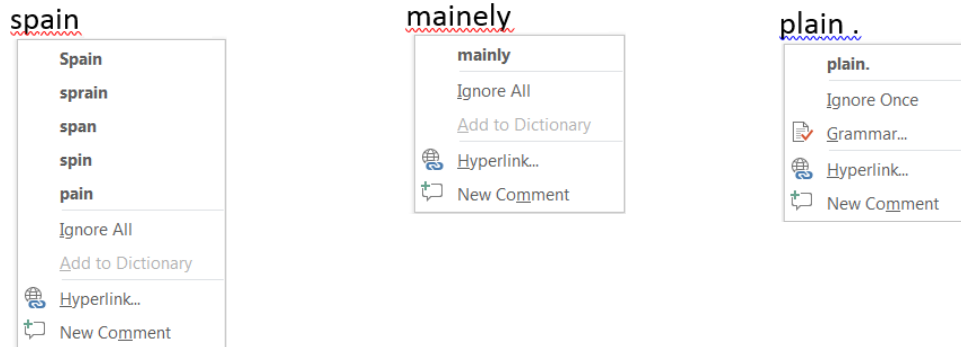 spain
Spain
sprain
span
spin
pain
Ignore All
Add to Dictionary
Hyperlink...
New Comment
mainely
mainly
Ignore All
Add to Dictionary
Hyperlink...
New Comment
plain .
plain.
Ignore Once
Grammar...
Hyperlink...
New Comment